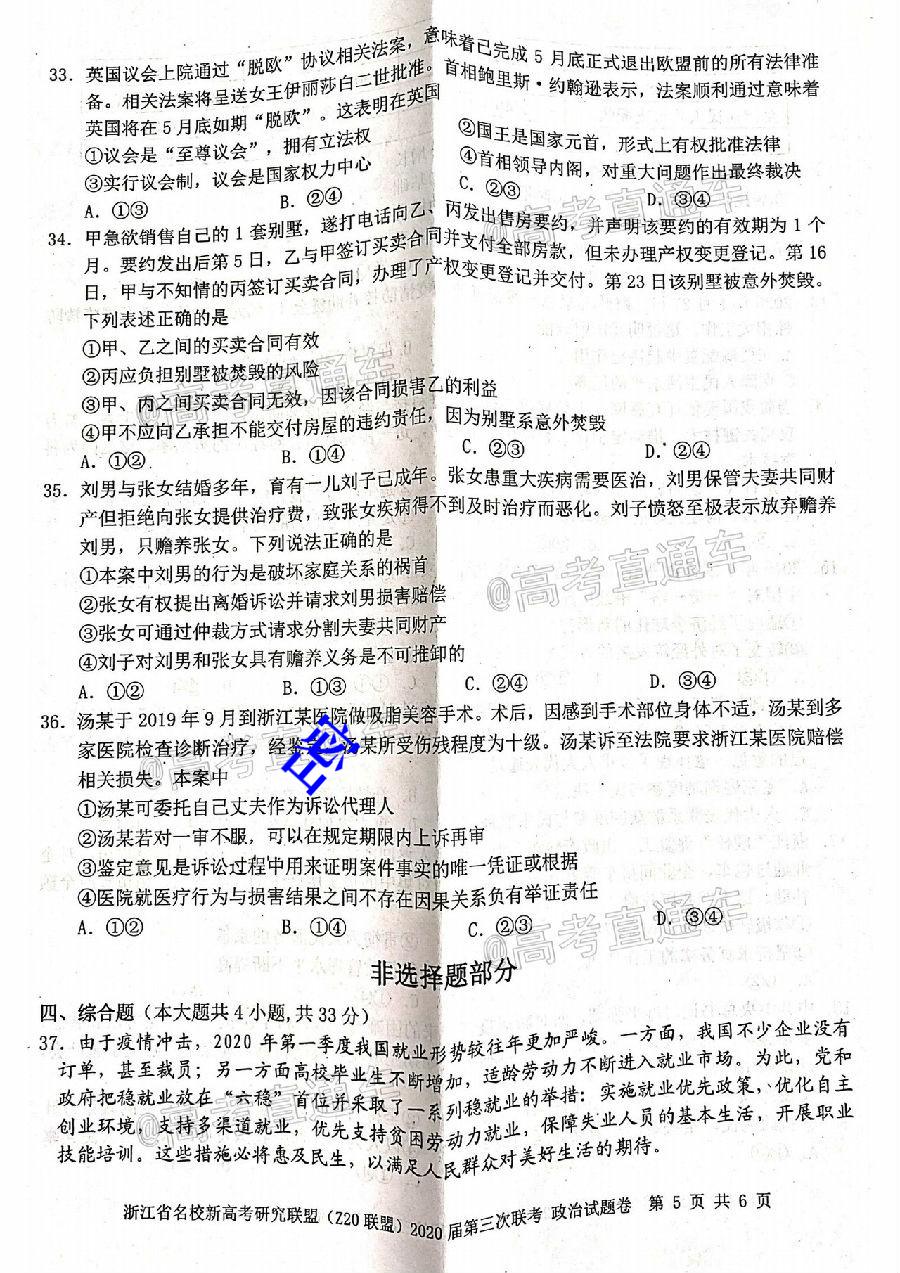 33. 英国议会上院通过“脱欧”协议相关法案，意味着已完成 5 月底正式退出欧盟前的所有法律准
备。相关法案将呈送女王伊丽莎白二世批准。首相鲍里斯·约翰逊表示，法案顺利通过意味着
英国将在 5 月底如期“脱欧”。这表明在英国
①议会是“至尊议会”，拥有立法权 ②国王是国家元首，形式上有权批准法律
③实行议会制，议会是国家权力中心 ④首相领导内阁，对重大问题作出最终裁决
A. ①③ B. ②④ C. ②③ D. ③④
34. 甲急欲销售自己的 1 套别墅，遂打电话向乙、丙发出售房要约，并声明该要约的有效期为 1 个
月。要约发出后第 5 日，乙与甲签订买卖合同并支付全部房款，但未办理产权变更登记。第 16
日，甲与不知情的丙签订买卖合同，办理了产权变更登记并交付。第 23 日该别墅被意外焚毁。
下列表述正确的是
①甲、乙之间的买卖合同有效
②丙应负担别墅被焚毁的风险
③甲、丙之间买卖合同无效，因该合同损害乙的利益
④甲不应向乙承担不能交付房屋的违约责任，因为别墅系意外焚毁
A. ①② B. ①④ C. ②③ D. ②④
35. 刘男与张女结婚多年，育有一儿刘子已成年。张女患重大疾病需要医治，刘男保管夫妻共同财
产但拒绝向张女提供治疗费，致张女疾病得不到及时治疗而恶化。刘子愤怒至极表示放弃赡养
刘男，只赡养张女。下列说法正确的是
①本案中刘男的行为是破坏家庭关系的祸首
②张女有权提出离婚诉讼并请求刘男损害赔偿
③张女可通过仲裁方式请求分割夫妻共同财产
④刘子对刘男和张女具有赡养义务是不可推卸的
A. ①② B. ①③ C. ②④ D. ③④
36. 汤某于 2019 年 9 月到浙江某医院做吸脂美容手术。术后，因感到手术部位身体不适，汤某到多
家医院检查诊断治疗，经鉴 密 汤某所受伤残程度为十级。汤某诉至法院要求浙江某医院赔偿
相关损失。本案中
①汤某可委托自己丈夫作为诉讼代理人
②汤某若对一审不服，可以在规定期限内上诉再审
③鉴定意见是诉讼过程中用来证明案件事实的唯一凭证或根据
④医院就医疗行为与损害结果之间不存在因果关系负有举证责任
A. ①② B. ①④ C. ②③ D. ③④
非选择题部分
四、综合题（本大题共 4 小题，共 33 分）
37. 由于疫情冲击，2020 年第一季度我国就业形势较往年更加严峻。一方面，我国不少企业没有
订单，甚至裁员；另一方面高校毕业生不断增加，适龄劳动力不断进入就业市场。为此，党和
政府把稳就业放在“六稳”首位并采取了一系列稳就业的举措：实施就业优先政策、优化自主
创业环境，支持多渠道就业，优先支持贫困劳动力就业，保障失业人员的基本生活，开展职业
技能培训。这些措施必将惠及民生，以满足人民群众对美好生活的期待。
浙江省名校新高考研究联盟（Z20 联盟）2020 届第三次联考 政治试题卷 第 5 页 共 6 页
@高考直通车
@高考直通车
@高考直通车
@高考直通车
@高考直通车
@高考直通车
@高考直通车